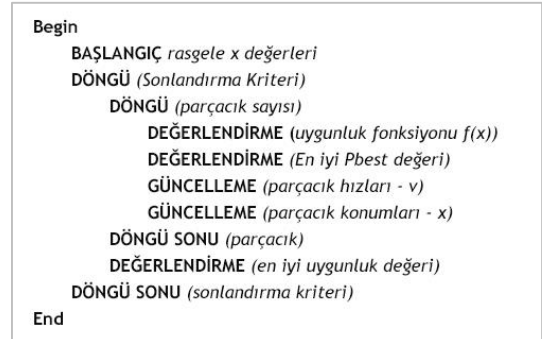 Begin
BAŞLANGIÇ rasgele x değerleri
DÖNGÜ (Sonlandırma Kriteri)
DÖNGÜ (parçacık sayısı)
DEĞERLENDİRME (uygunluk fonksiyonu f(x))
DEĞERLENDİRME (En iyi Pbest değeri)
GÜNCELLEME (parçacık hızları - v)
GÜNCELLEME (parçacık konumları - x)
DÖNGÜ SONU (parçacık)
DEĞERLENDİRME (en iyi uygunluk değeri)
DÖNGÜ SONU (sonlandırma kriteri)
End